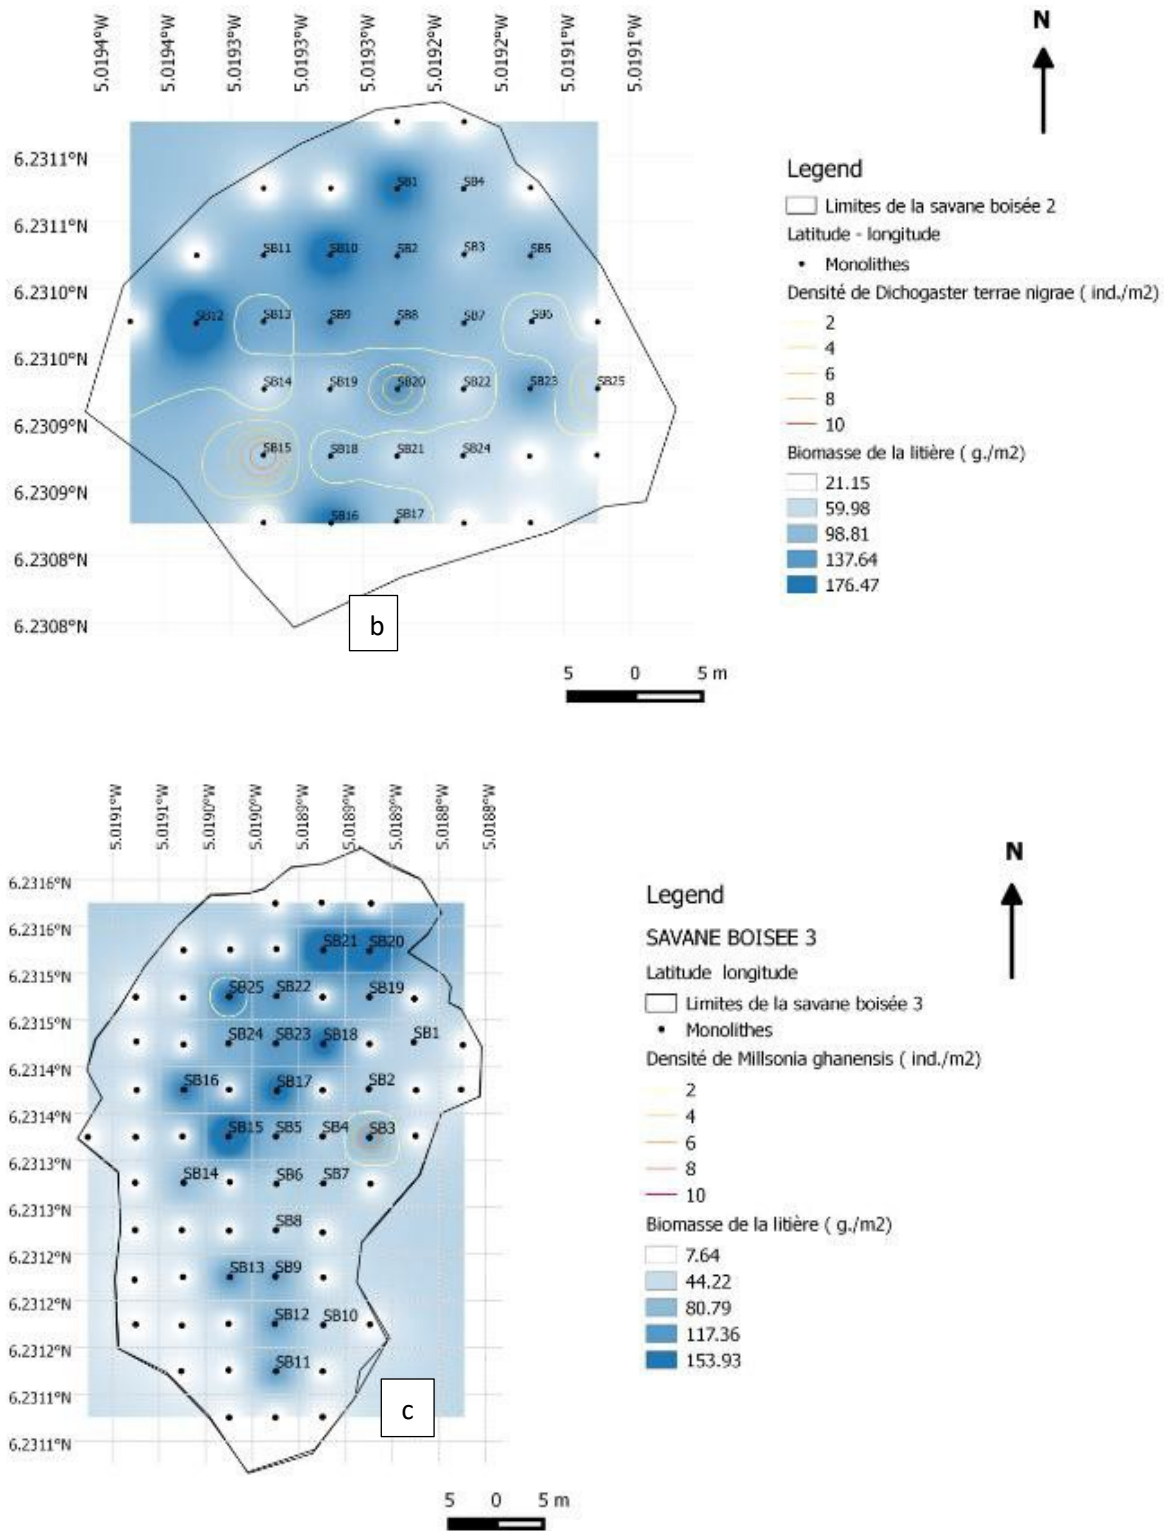 N
5.0194°W
5.0194°W
5.0193°W
5.0193°W
5.0193°W
5.0192°W
5.0192°W
5.0191°W
5.0191°W
6.2311°N
6.2311°N
6.2310°N
6.2310°N
6.2309°N
6.2309°N
6.2308°N
6.2308°N
SB1
SB4
SB11
SB10
SB2
SB3
SB5
SB12
SB13
SB9
SB8
SB7
SB6
SB14
SB19
SB20
SB22
SB23
SB25
SB15
SB18
SB21
SB24
SB16
SB17
b
5 0 5 m
Legend
Limites de la savane boisée 2
Latitude - longitude
Monolithes
Densité de Dichogaster terrae nigrae ( ind./m2)
2
4
6
8
10
Biomasse de la litière ( g./m2)
21.15
59.98
98.81
137.64
176.47
5.0191°W
5.0191°W
5.0190°W
5.0190°W
5.0189°W
5.0189°W
5.0189°W
5.0188°W
5.0188°W
6.2316°N
6.2316°N
6.2315°N
6.2315°N
6.2314°N
6.2314°N
6.2313°N
6.2313°N
6.2312°N
6.2312°N
6.2312°N
6.2311°N
6.2311°N
SB21
SB20
SB25
SB22
SB19
SB24
SB23
SB18
SB1
SB16
SB17
SB2
SB15
SB5
SB4
SB3
SB14
SB6
SB7
SB8
SB13
SB9
SB12
SB10
SB11
c
5 0 5 m
N
Legend
SAVANE BOISEE 3
Latitude longitude
Limites de la savane boisée 3
Monolithes
Densité de Millsonia ghanensis ( ind./m2)
2
4
6
8
10
Biomasse de la litière ( g./m2)
7.64
44.22
80.79
117.36
153.93